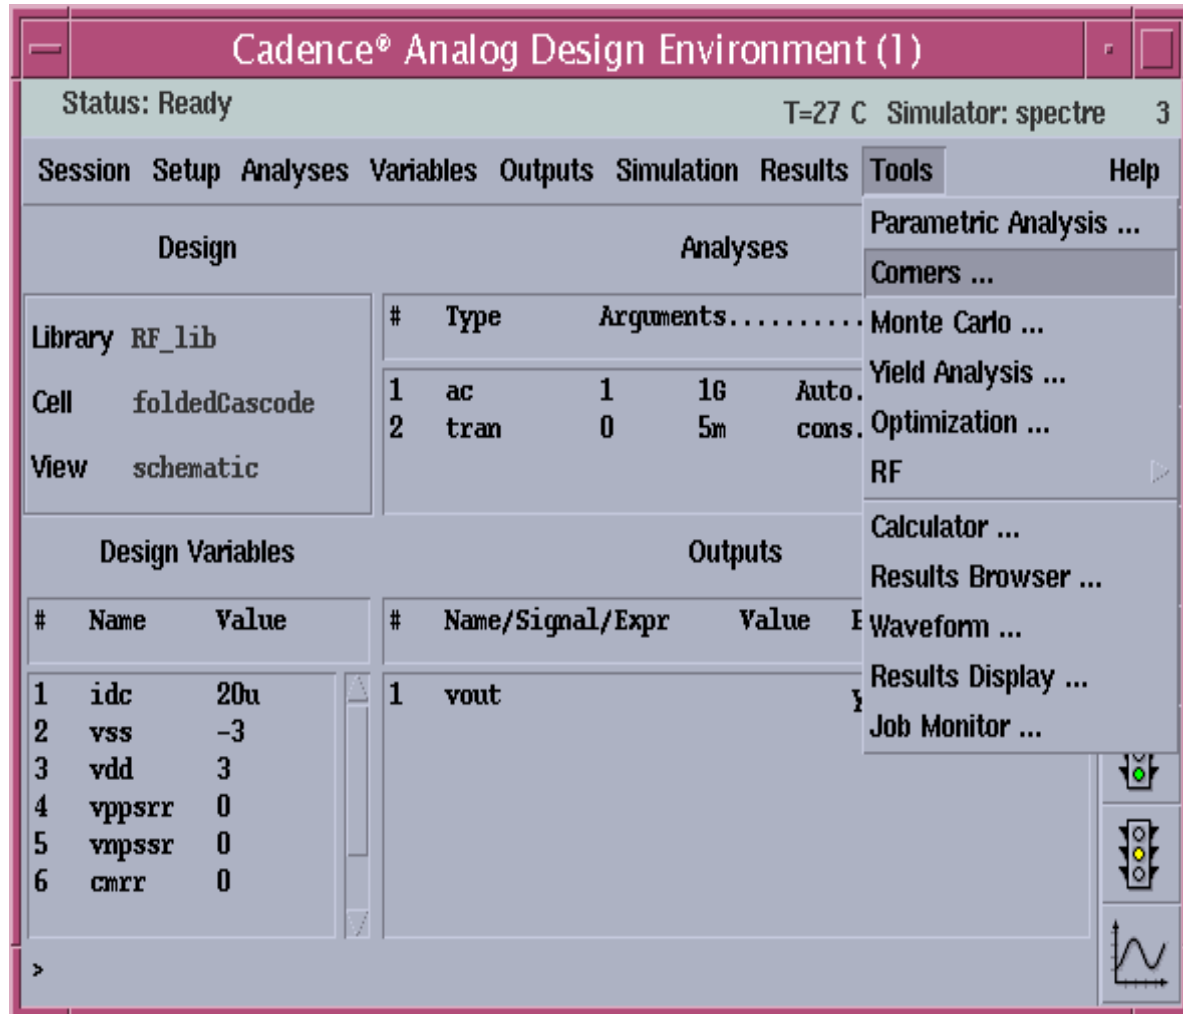 Cadence® Analog Design Environment (1)
Status: Ready T=27 C Simulator: spectre 3
Session Setup Analyses Variables Outputs Simulation Results Tools Help
Design
Library RF_lib
Cell foldedCascode
View schematic
Analyses
# Type Arguments..........
1 ac 1 1G Auto.
2 tran 0 5m cons.
Parametric Analysis ...
Corners ...
Monte Carlo ...
Yield Analysis ...
Optimization ...
RF
Calculator ...
Results Browser ...
Waveform ...
Results Display ...
Job Monitor ...
Design Variables
# Name Value
1 idc 20u
2 vss -3
3 vdd 3
4 vppsrr 0
5 vnpssr 0
6 cmrr 0
Outputs
# Name/Signal/Expr Value
1 vout
>